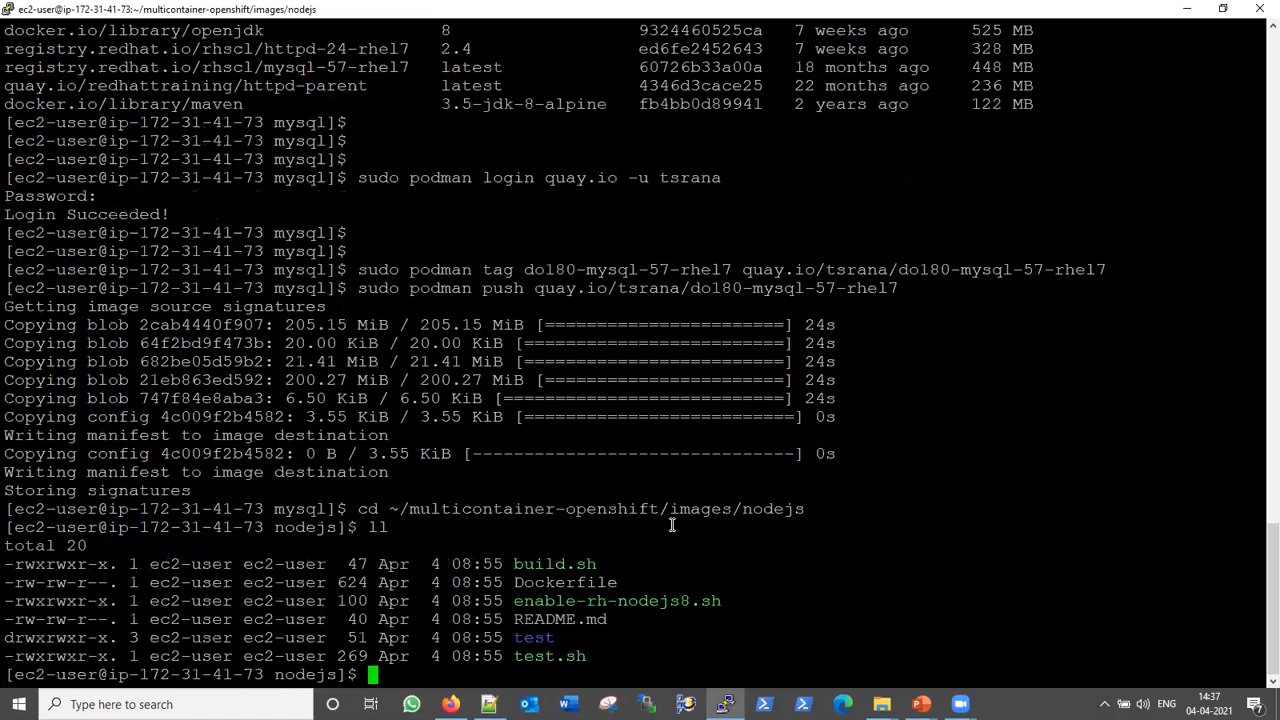 ec2-user@ip-172-31-41-73:~/multicontainer-openshift/images/nodejs
docker.io/library/openjdk 8 9324460525ca 7 weeks ago 525 MB
registry.redhat.io/rhscl/httpd-24-rhel7 2.4 ed6fe2452643 7 weeks ago 328 MB
registry.redhat.io/rhscl/mysql-57-rhel7 latest 60726b33a00a 18 months ago 448 MB
quay.io/redhattraining/httpd-parent latest 4346d3cace25 22 months ago 236 MB
docker.io/library/maven 3.5-jdk-8-alpine fb4bb0d89941 2 years ago 122 MB
[ec2-user@ip-172-31-41-73 mysql]$
[ec2-user@ip-172-31-41-73 mysql]$
[ec2-user@ip-172-31-41-73 mysql]$
[ec2-user@ip-172-31-41-73 mysql]$ sudo podman login quay.io -u tsrana
Password:
Login Succeeded!
[ec2-user@ip-172-31-41-73 mysql]$
[ec2-user@ip-172-31-41-73 mysql]$
[ec2-user@ip-172-31-41-73 mysql]$ sudo podman tag do180-mysql-57-rhel7 quay.io/tsrana/do180-mysql-57-rhel7
[ec2-user@ip-172-31-41-73 mysql]$ sudo podman push quay.io/tsrana/do180-mysql-57-rhel7
Getting image source signatures
Copying blob 2cab4440f907: 205.15 MiB / 205.15 MiB [=======================] 24s
Copying blob 64f2bd9f473b: 20.00 KiB / 20.00 KiB [=========================] 24s
Copying blob 682be05d59b2: 21.41 MiB / 21.41 MiB [=========================] 24s
Copying blob 21eb863ed592: 200.27 MiB / 200.27 MiB [=======================] 24s
Copying blob 747f84e8aba3: 6.50 KiB / 6.50 KiB [===========================] 24s
Copying config 4c009f2b4582: 3.55 KiB / 3.55 KiB [==========================] 0s
Writing manifest to image destination
Copying config 4c009f2b4582: 0 B / 3.55 KiB [-------------------------------] 0s
Writing manifest to image destination
Storing signatures
[ec2-user@ip-172-31-41-73 mysql]$ cd ~/multicontainer-openshift/images/nodejs
[ec2-user@ip-172-31-41-73 nodejs]$ ll
total 20
-rwxrwxr-x. 1 ec2-user ec2-user 47 Apr 4 08:55 build.sh
-rw-rw-r--. 1 ec2-user ec2-user 624 Apr 4 08:55 Dockerfile
-rwxrwxr-x. 1 ec2-user ec2-user 100 Apr 4 08:55 enable-rh-nodejs8.sh
-rw-rw-r--. 1 ec2-user ec2-user 40 Apr 4 08:55 README.md
drwxrwxr-x. 3 ec2-user ec2-user 51 Apr 4 08:55 test
-rwxrwxr-x. 1 ec2-user ec2-user 269 Apr 4 08:55 test.sh
[ec2-user@ip-172-31-41-73 nodejs]$
Type here to search
ENG
14:37
04-04-2021